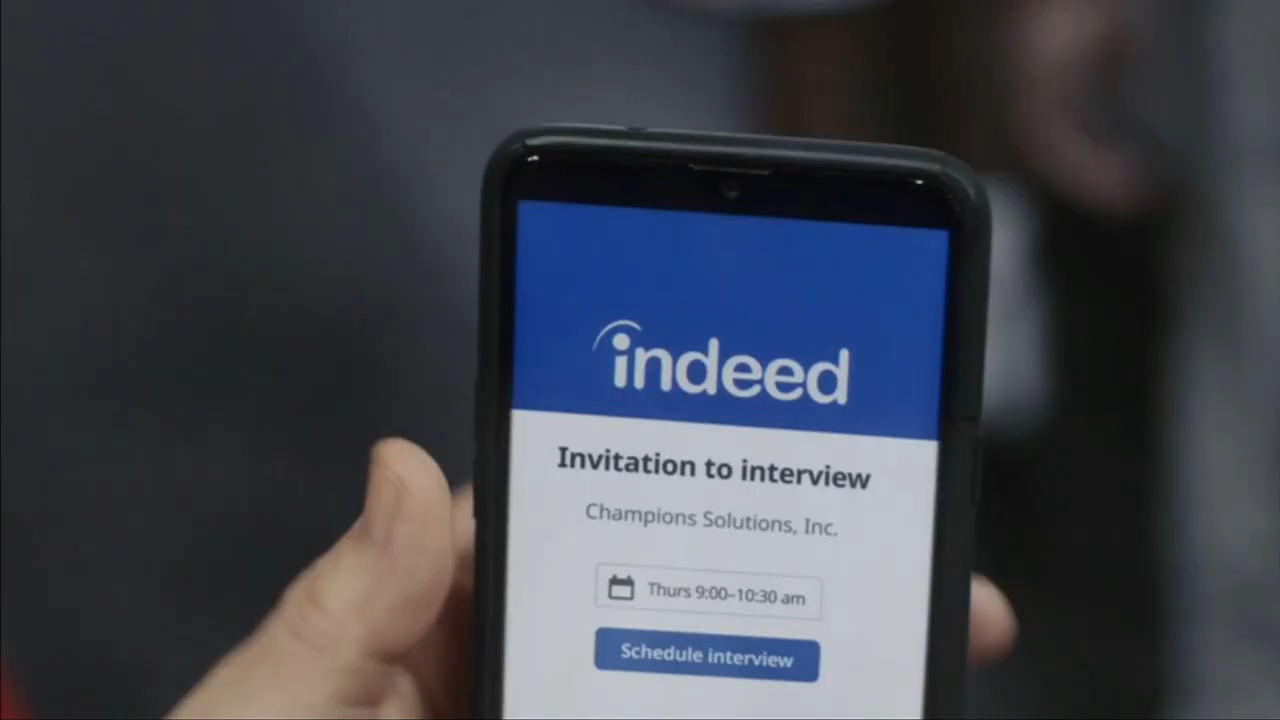 indeed
Invitation to interview
Champions Solutions, Inc.
Thurs 9:00–10:30 am
Schedule interview